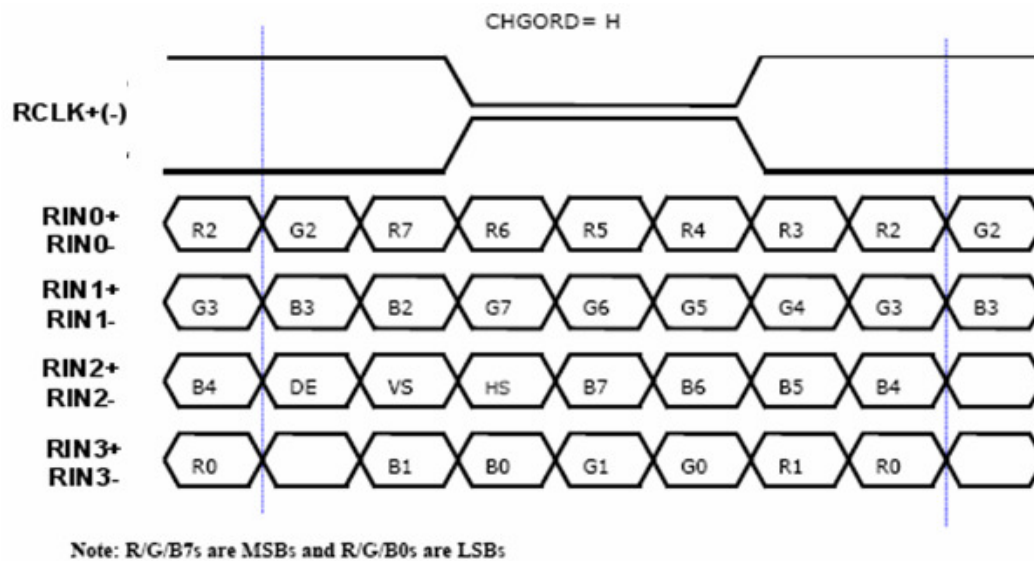 CHGORD= H
RCLK+(-)
RIN0+
RIN0-
R2 G2 R7 R6 R5 R4 R3 R2 G2
RIN1+
RIN1-
G3 B3 B2 G7 G6 G5 G4 G3 B3
RIN2+
RIN2-
B4 DE VS HS B7 B6 B5 B4
RIN3+
RIN3-
R0 B1 B0 G1 G0 R1 R0
Note: R/G/B7s are MSBs and R/G/B0s are LSBs